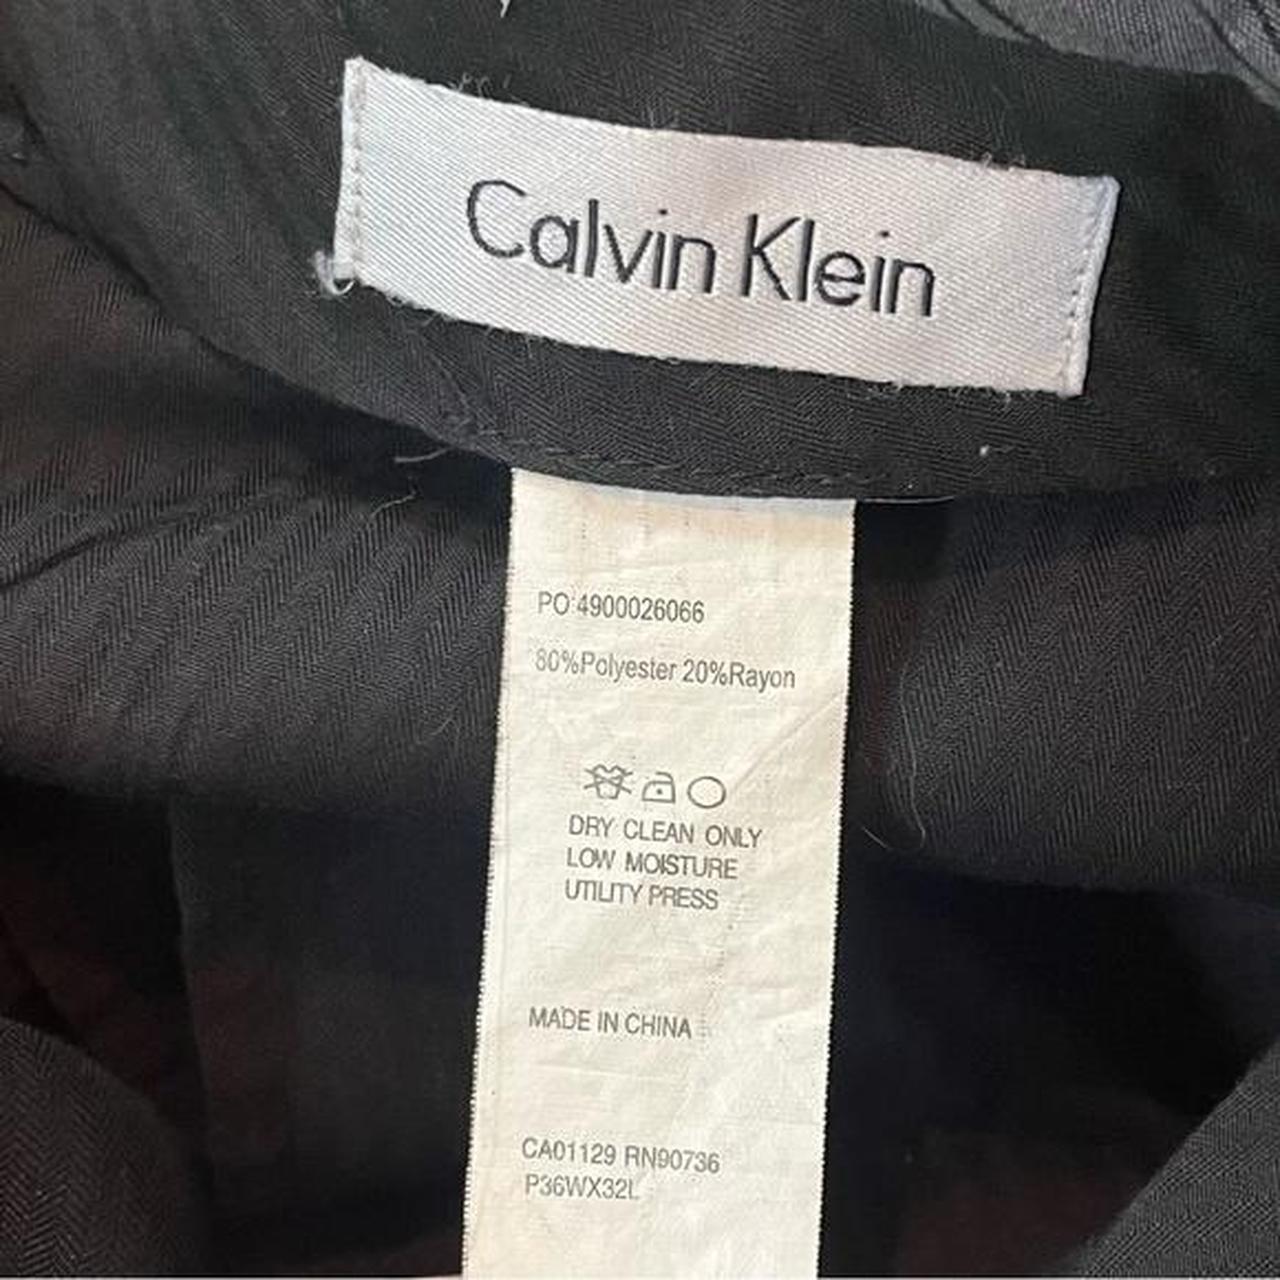 Calvin Klein
PO 4900026066
80%Polyester 20%Rayon
DRY CLEAN ONLY
LOW MOISTURE
UTILITY PRESS
MADE IN CHINA
CA01129 RN90736
P36WX32L